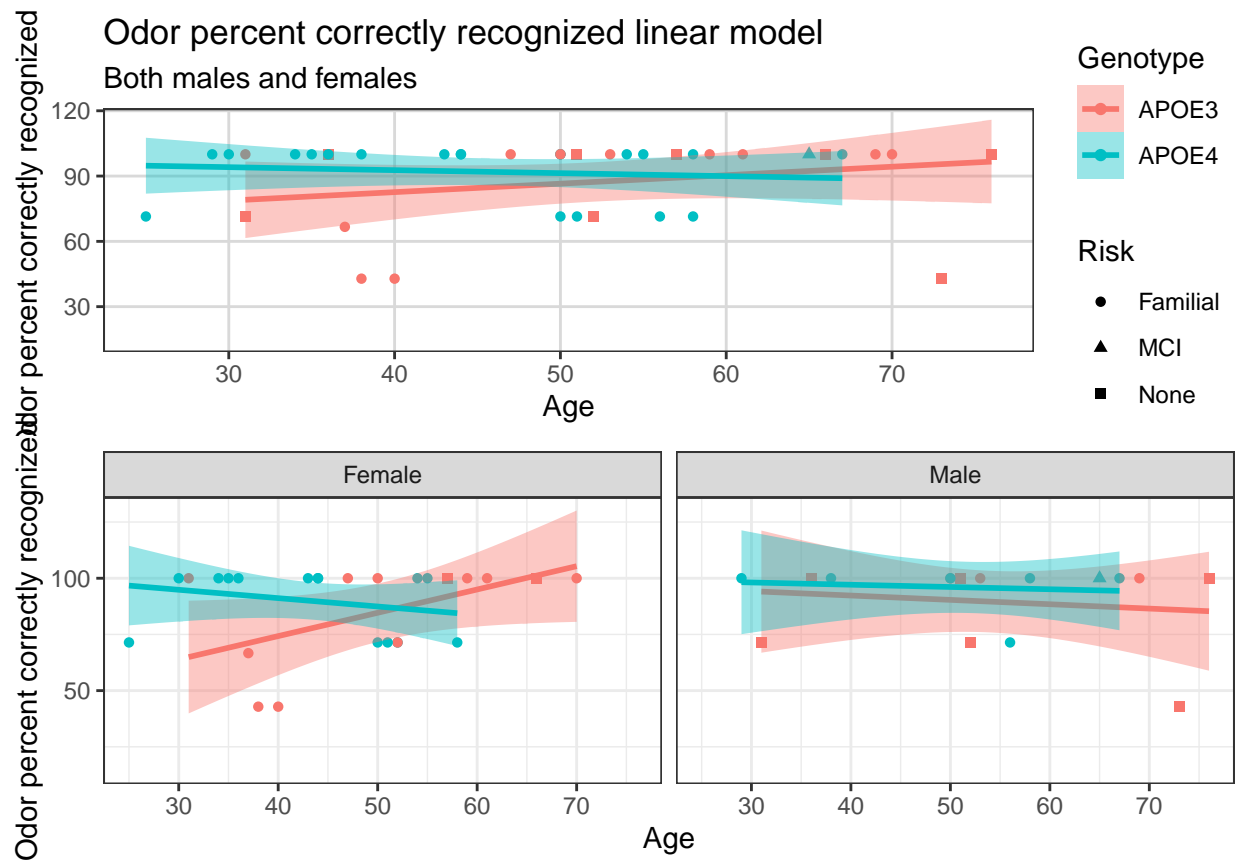 Odor percent correctly recognized linear model
Both males and females
Odor percent correctly recognized
120
90
60
30
30
40
50
60
70
Age
Genotype
APOE3
APOE4
Risk
Familial
MCI
None
Odor percent correctly recognized
Female
Male
100
50
30
40
50
60
70
30
40
50
60
70
Age